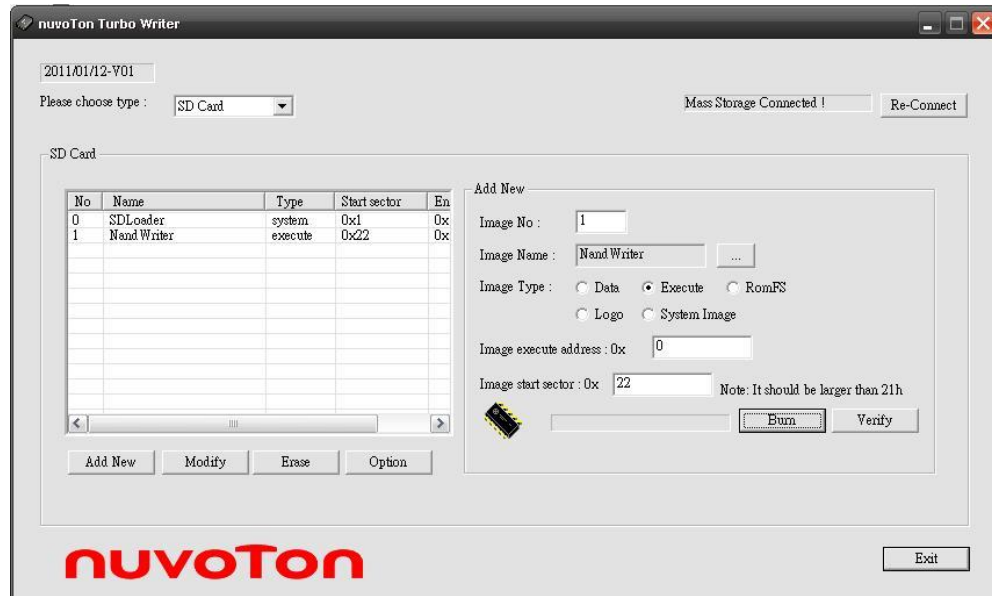 nuvoTon Turbo Writer
2011/01/12-V01
Please choose type :
SD Card
Mass Storage Connected !
Re-Connect
SD Card
No Name Type Start sector En
0 SDLoader system 0x1 0x
1 Nand Writer execute 0x22 0x
Add New Modify Erase Option
Add New
Image No : 1
Image Name : Nand Writer ...
Image Type : Data Execute RomFS
Logo System Image
Image execute address : 0x 0
Image start sector : 0x 22 Note: It should be larger than 21h
Burn Verify
nuvoTon
Exit